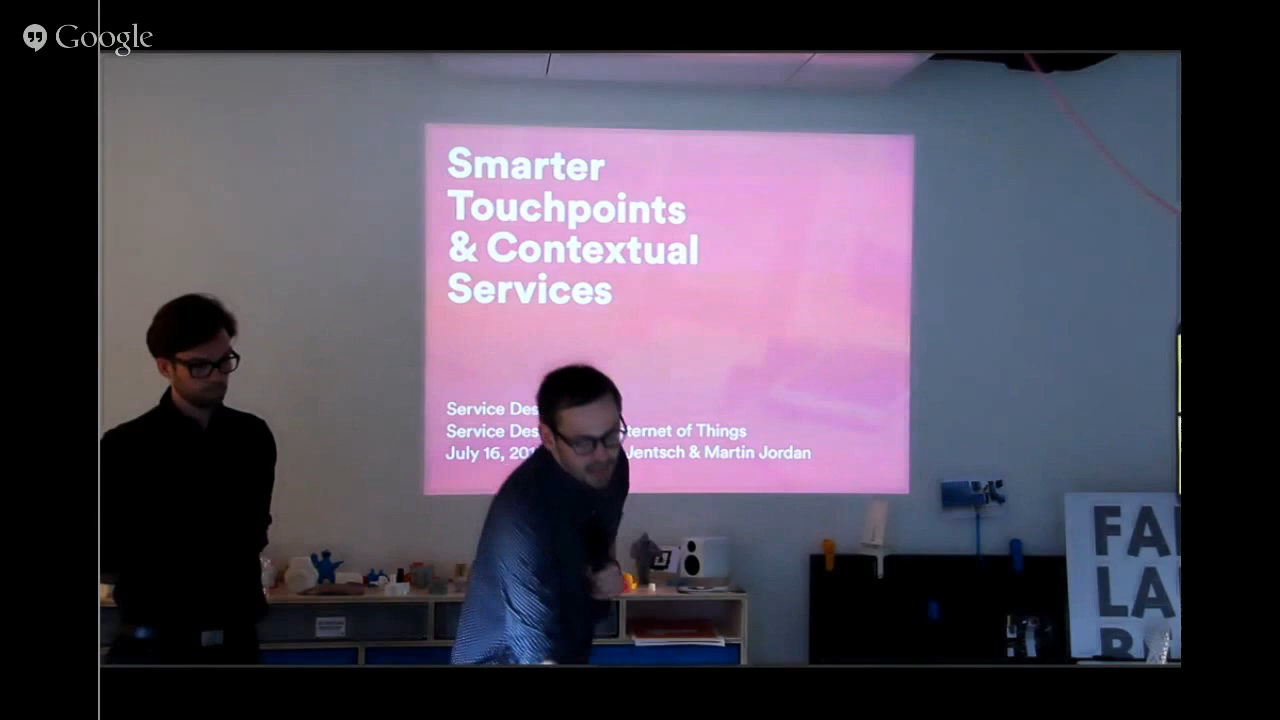 Google
Smarter
Touchpoints
& Contextual
Services
Service Des
Service Des ternet of Things
July 16, 201 Jentsch & Martin Jordan
FA
LA
B